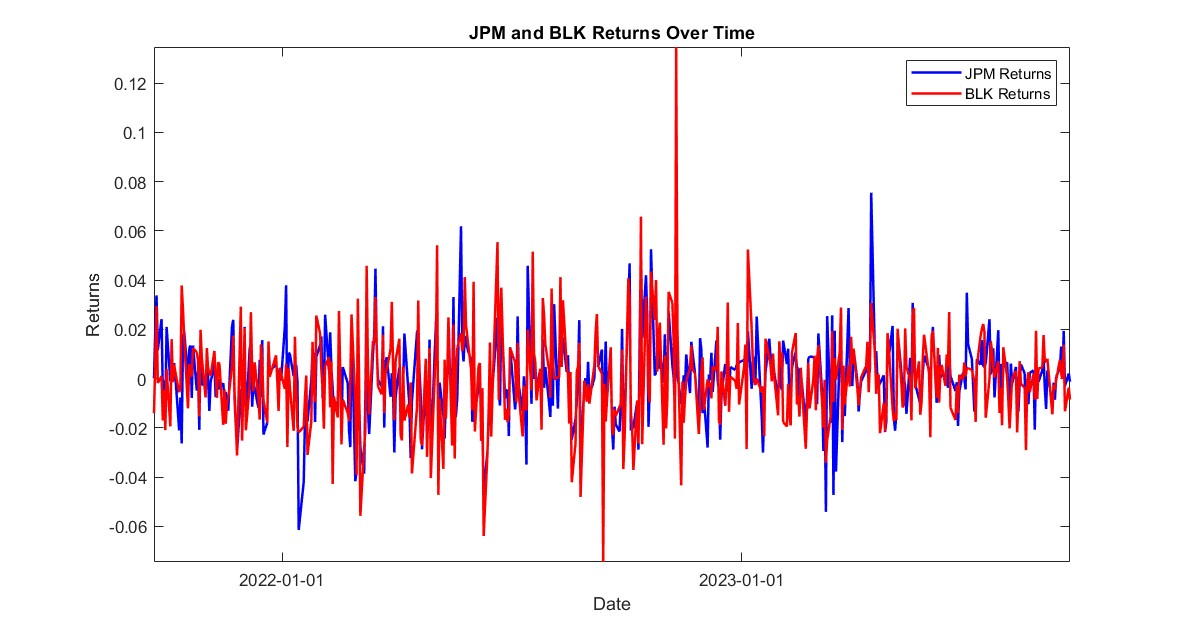 JPM and BLK Returns Over Time
JPM Returns
BLK Returns
Returns
0.12
0.1
0.08
0.06
0.04
0.02
0
-0.02
-0.04
-0.06
2022-01-01
2023-01-01
Date